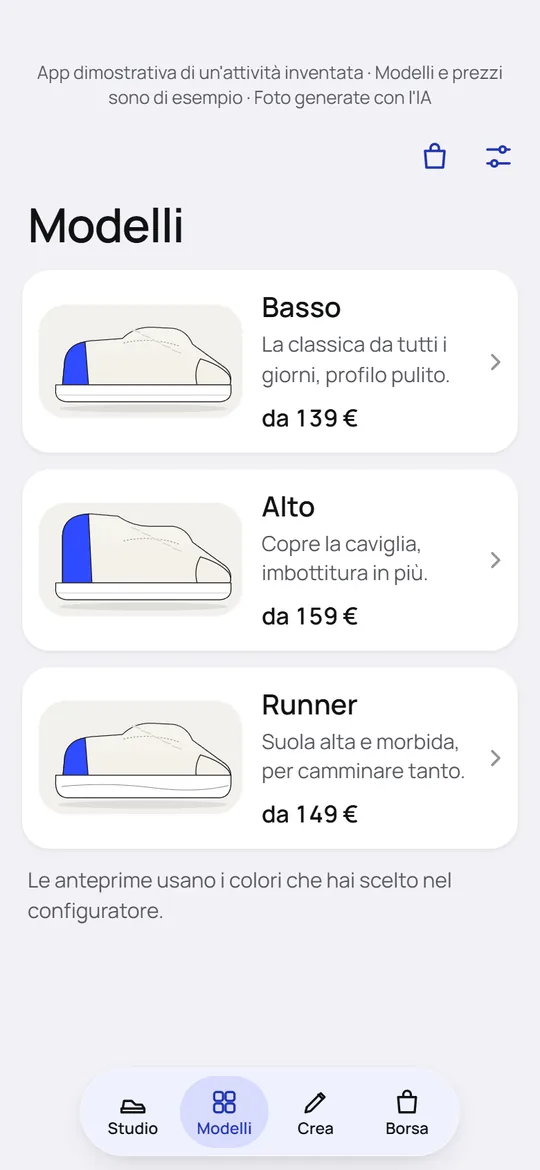 App dimostrativa di un'attività inventata · Modelli e prezzi
sono di esempio · Foto generate con l'IA
Modelli
Basso
La classica da tutti i
giorni, profilo pulito.
da 139 €
Alto
Copre la caviglia,
imbottitura in più.
da 159 €
Runner
Suola alta e morbida,
per camminare tanto.
da 149 €
Le anteprime usano i colori che hai scelto nel
configuratore.
Studio
Modelli
Crea
Borsa